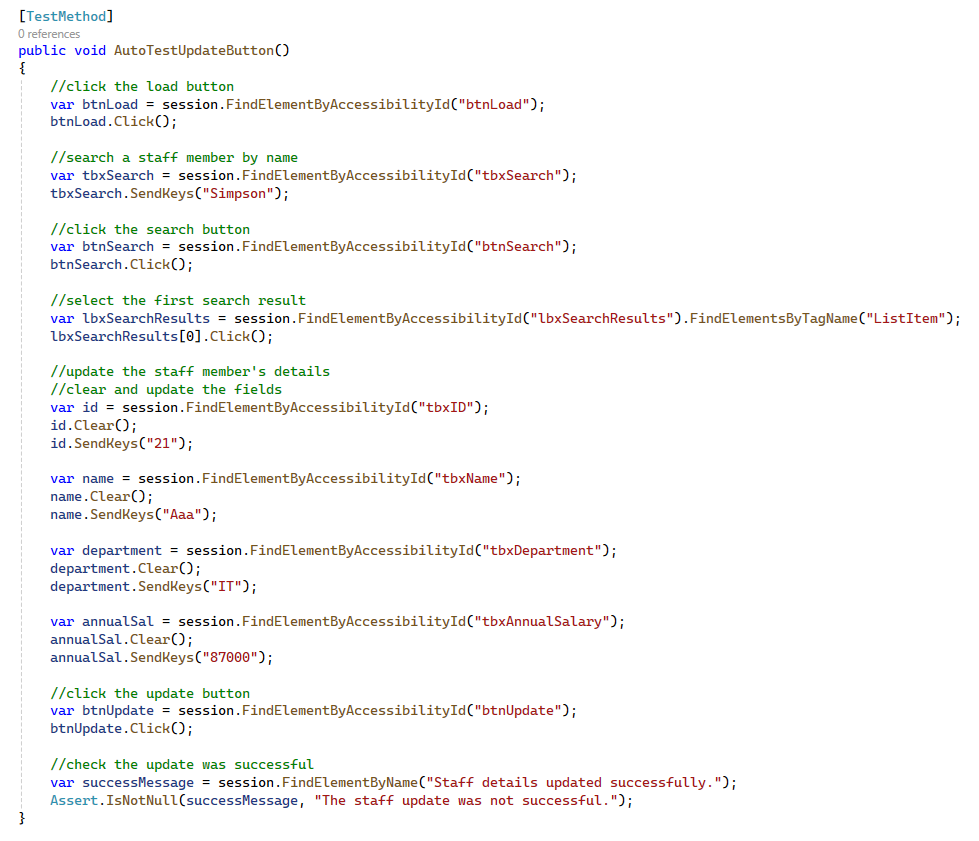 [TestMethod]
0 references
public void AutoTestUpdateButton()
{
//click the load button
var btnLoad = session.FindElementByAccessibilityId("btnLoad");
btnLoad.Click();
//search a staff member by name
var tbxSearch = session.FindElementByAccessibilityId("tbxSearch");
tbxSearch.SendKeys("Simpson");
//click the search button
var btnSearch = session.FindElementByAccessibilityId("btnSearch");
btnSearch.Click();
//select the first search result
var lbxSearchResults = session.FindElementByAccessibilityId("lbxSearchResults").FindElementsByTagName("ListItem");
lbxSearchResults[0].Click();
//update the staff member's details
//clear and update the fields
var id = session.FindElementByAccessibilityId("tbxID");
id.Clear();
id.SendKeys("21");
var name = session.FindElementByAccessibilityId("tbxName");
name.Clear();
name.SendKeys("Aaa");
var department = session.FindElementByAccessibilityId("tbxDepartment");
department.Clear();
department.SendKeys("IT");
var annualSal = session.FindElementByAccessibilityId("tbxAnnualSalary");
annualSal.Clear();
annualSal.SendKeys("87000");
//click the update button
var btnUpdate = session.FindElementByAccessibilityId("btnUpdate");
btnUpdate.Click();
//check the update was successful
var successMessage = session.FindElementByName("Staff details updated successfully.");
Assert.IsNotNull(successMessage, "The staff update was not successful.");
}